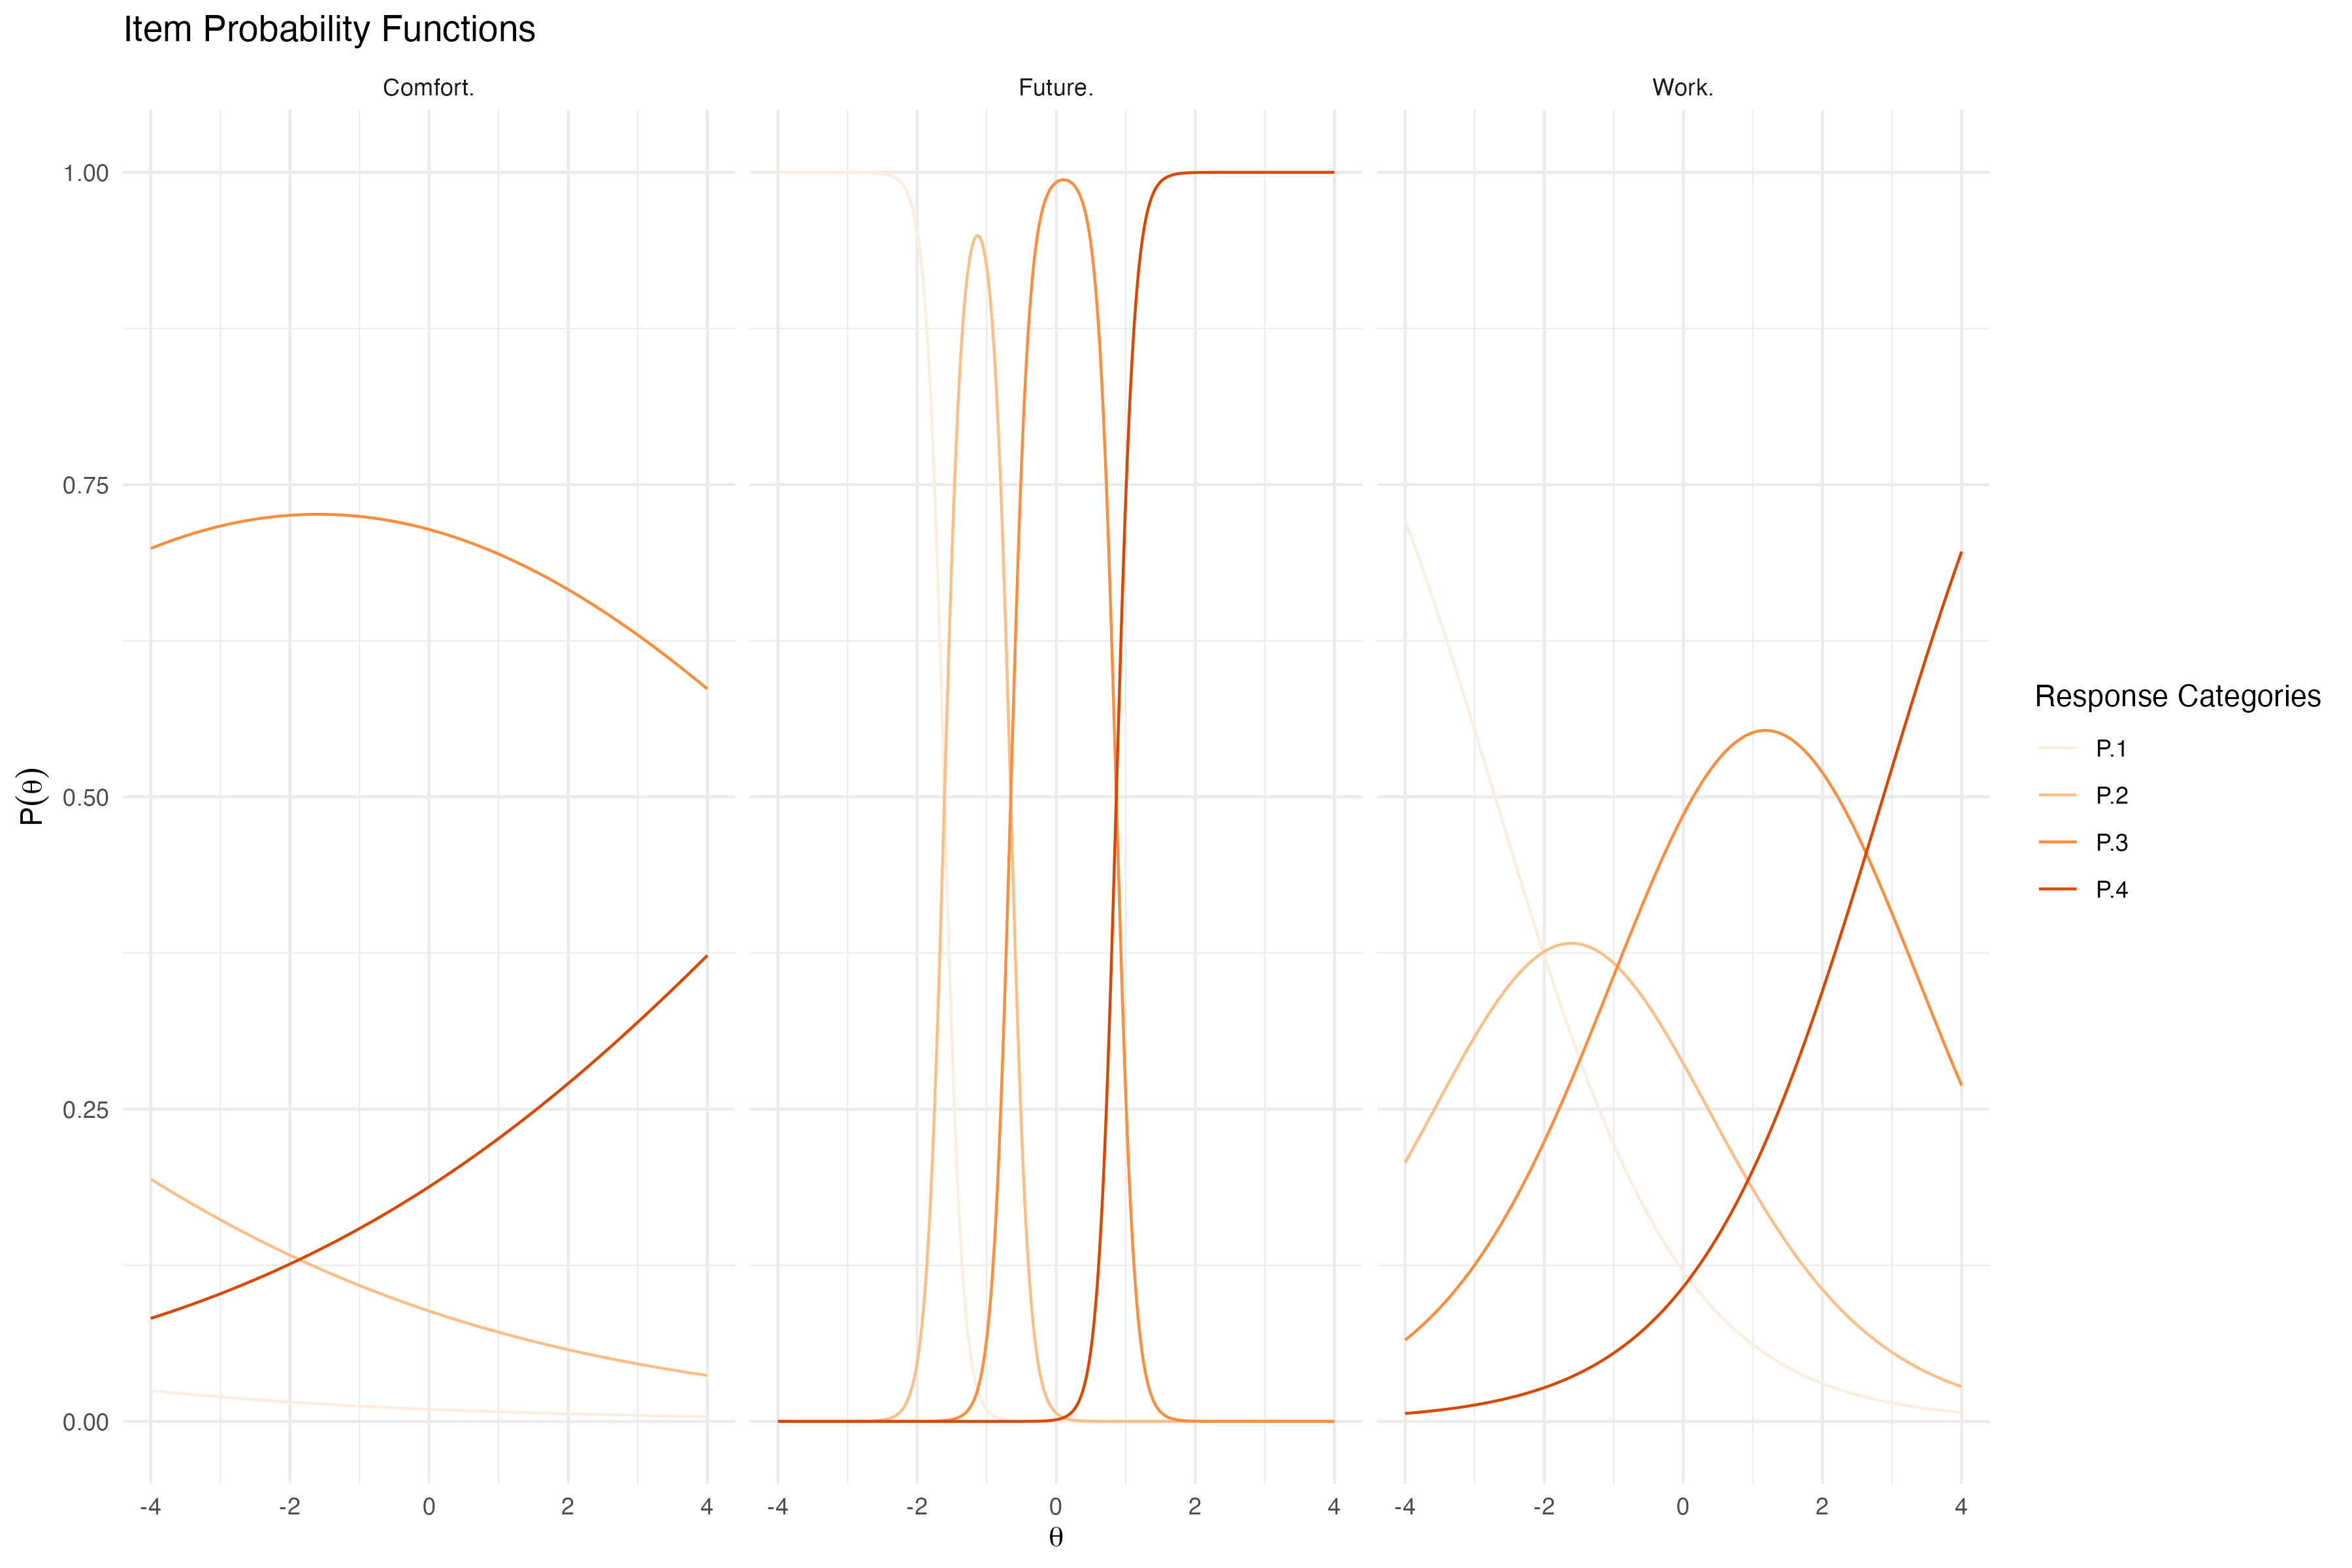 Item Probability Functions
Comfort. Future. Work.
1.00
0.75
0.50
0.25
0.00
P(θ)
-4 -2 0 2 4 -4 -2 0 2 4 -4 -2 0 2 4
θ
Response Categories
P.1
P.2
P.3
P.4